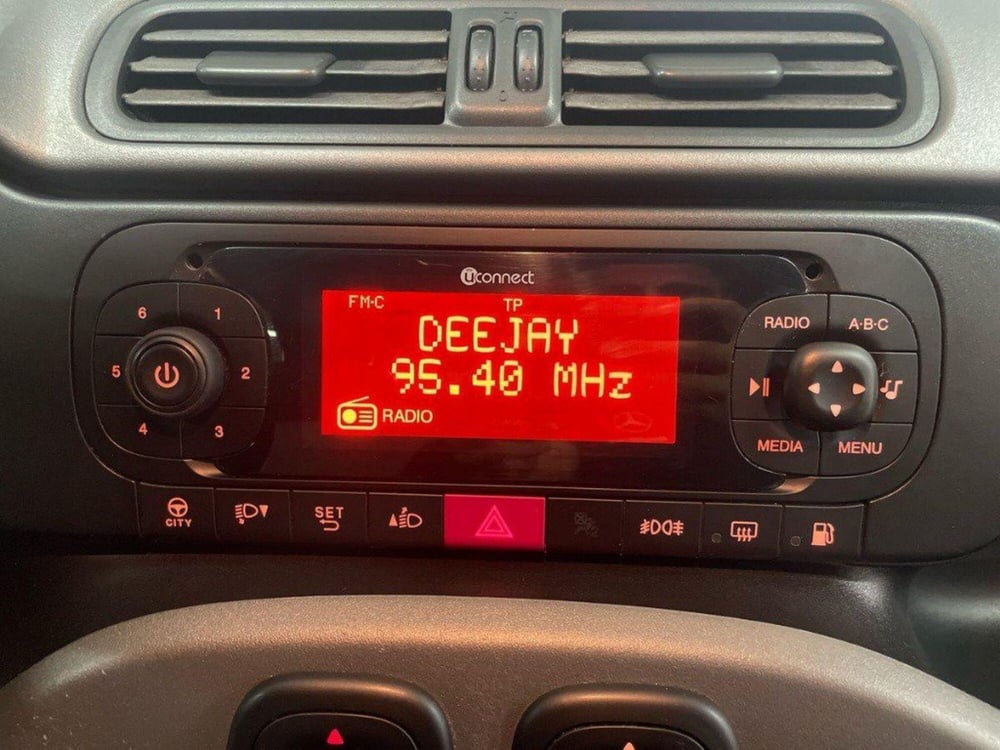 uconnect
FM-C TP
DEEJAY
95.40 MHz
RADIO
6 1
5 2
4 3
RADIO A·B·C
MEDIA MENU
CITY
SET